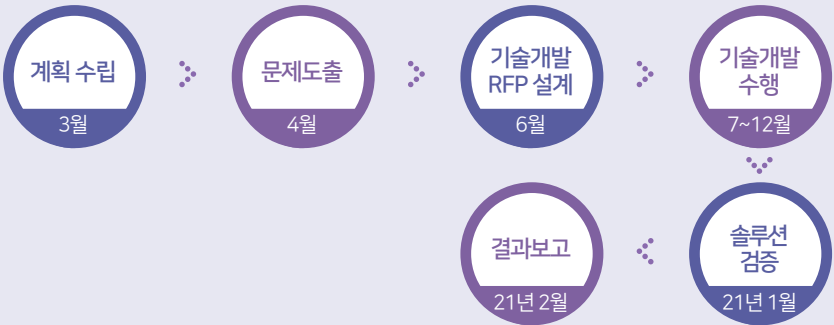 계획 수립
3월
문제도출
4월
기술개발
RFP 설계
6월
기술개발
수행
7~12월
솔루션
검증
21년 1월
결과보고
21년 2월